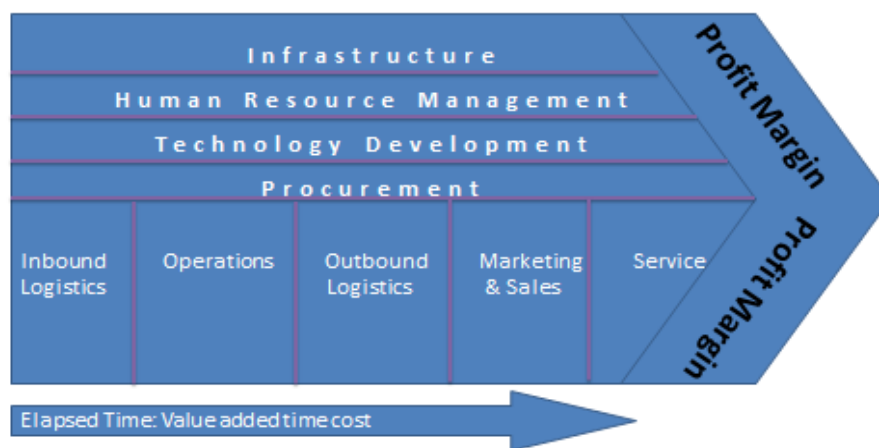 Infrastructure
Human Resource Management
Technology Development
Procurement
Inbound
Logistics
Operations
Outbound
Logistics
Marketing
& Sales
Service
Profit Margin
Profit Margin
Elapsed Time: Value added time cost